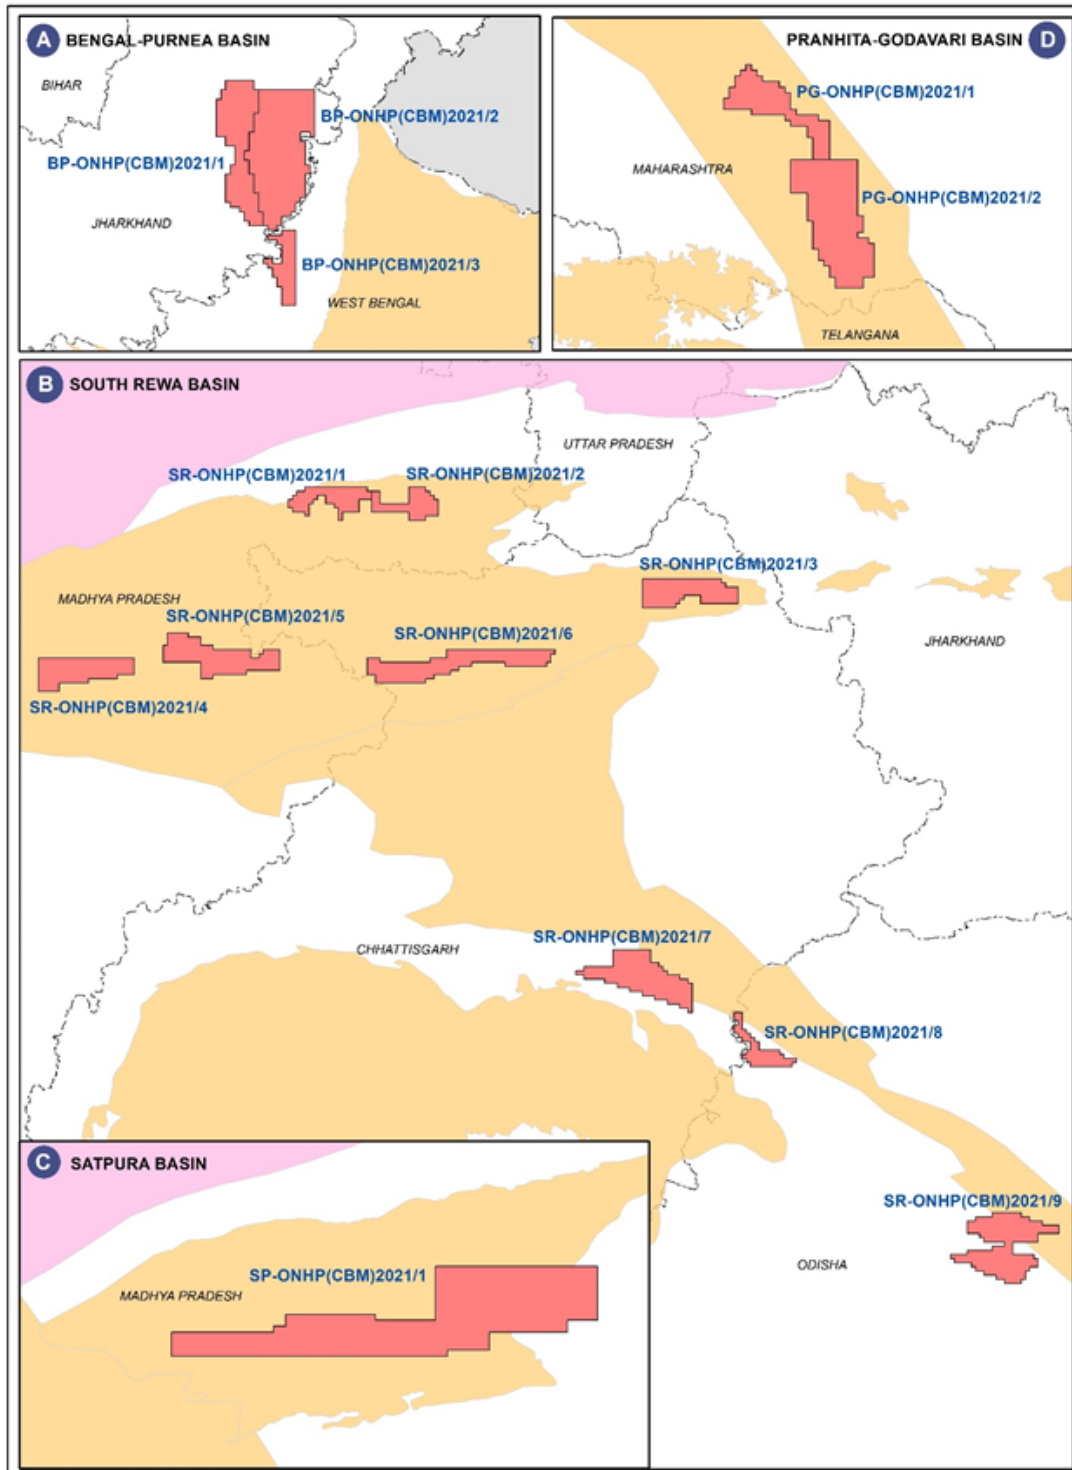 A BENGAL-PURNEA BASIN
BIHAR
BP-ONHP(CBM)2021/2
BP-ONHP(CBM)2021/1
JHARKHAND
BP-ONHP(CBM)2021/3
WEST BENGAL
PRANHITA-GODAVARI BASIN D
PG-ONHP(CBM)2021/1
MAHARASHTRA
PG-ONHP(CBM)2021/2
TELANGANA
B SOUTH REWA BASIN
UTTAR PRADESH
SR-ONHP(CBM)2021/1
SR-ONHP(CBM)2021/2
SR-ONHP(CBM)2021/3
MADHYA PRADESH
SR-ONHP(CBM)2021/5
SR-ONHP(CBM)2021/6
JHARKHAND
SR-ONHP(CBM)2021/4
SR-ONHP(CBM)2021/7
CHHATTISGARH
SR-ONHP(CBM)2021/8
SR-ONHP(CBM)2021/9
ODISHA
C SATPURA BASIN
SP-ONHP(CBM)2021/1
MADHYA PRADESH